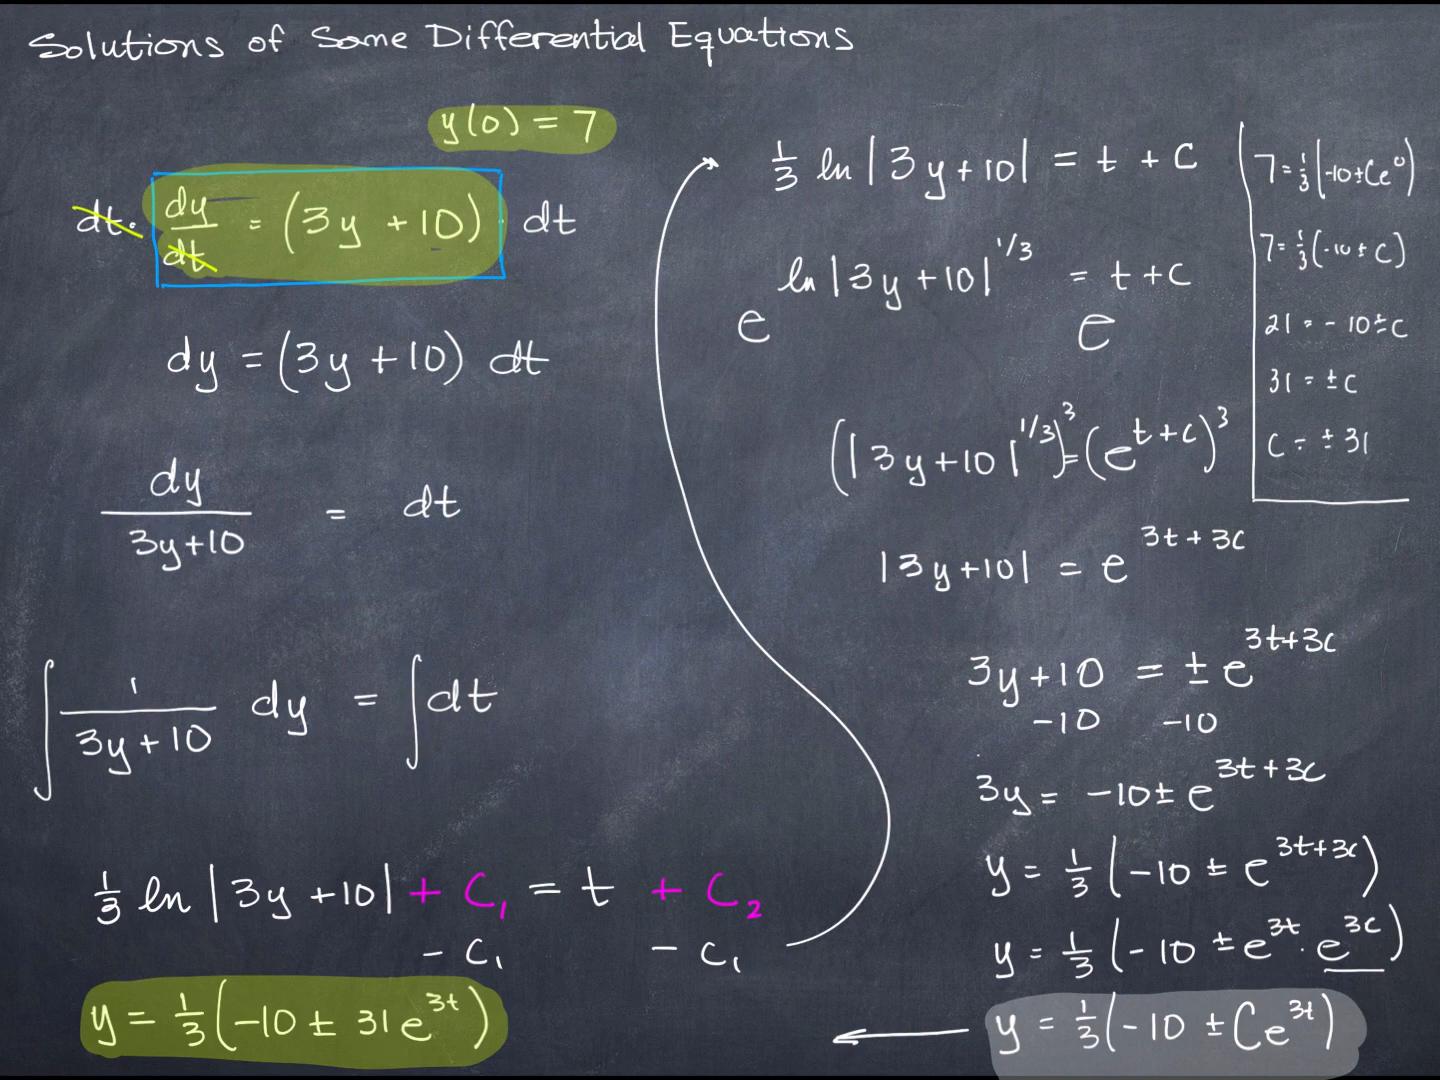 Solutions of Some Differential Equations
y(0) = 7
dt · dy/dt = (3y + 10) · dt
dy = (3y + 10) dt
dy/(3y+10) = dt
∫ 1/(3y+10) dy = ∫ dt
1/3 ln |3y+10| + C₁ = t + C₂
- C₁ - C₁
1/3 ln |3y+10| = t + C
e^(ln |3y+10|^(1/3)) = e^(t+C)
(|3y+10|^(1/3))^3 = (e^(t+C))^3
|3y+10| = e^(3t+3C)
3y+10 = ± e^(3t+3C)
-10 -10
3y = -10 ± e^(3t+3C)
y = 1/3 (-10 ± e^(3t+3C))
y = 1/3 (-10 ± e^(3t) · e^(3C))
y = 1/3 (-10 ± Ce^(3t))
7 = 1/3 (-10 ± Ce^0)
7 = 1/3 (-10 ± C)
21 = -10 ± C
31 = ± C
C = ± 31
y = 1/3 (-10 ± 31e^(3t))